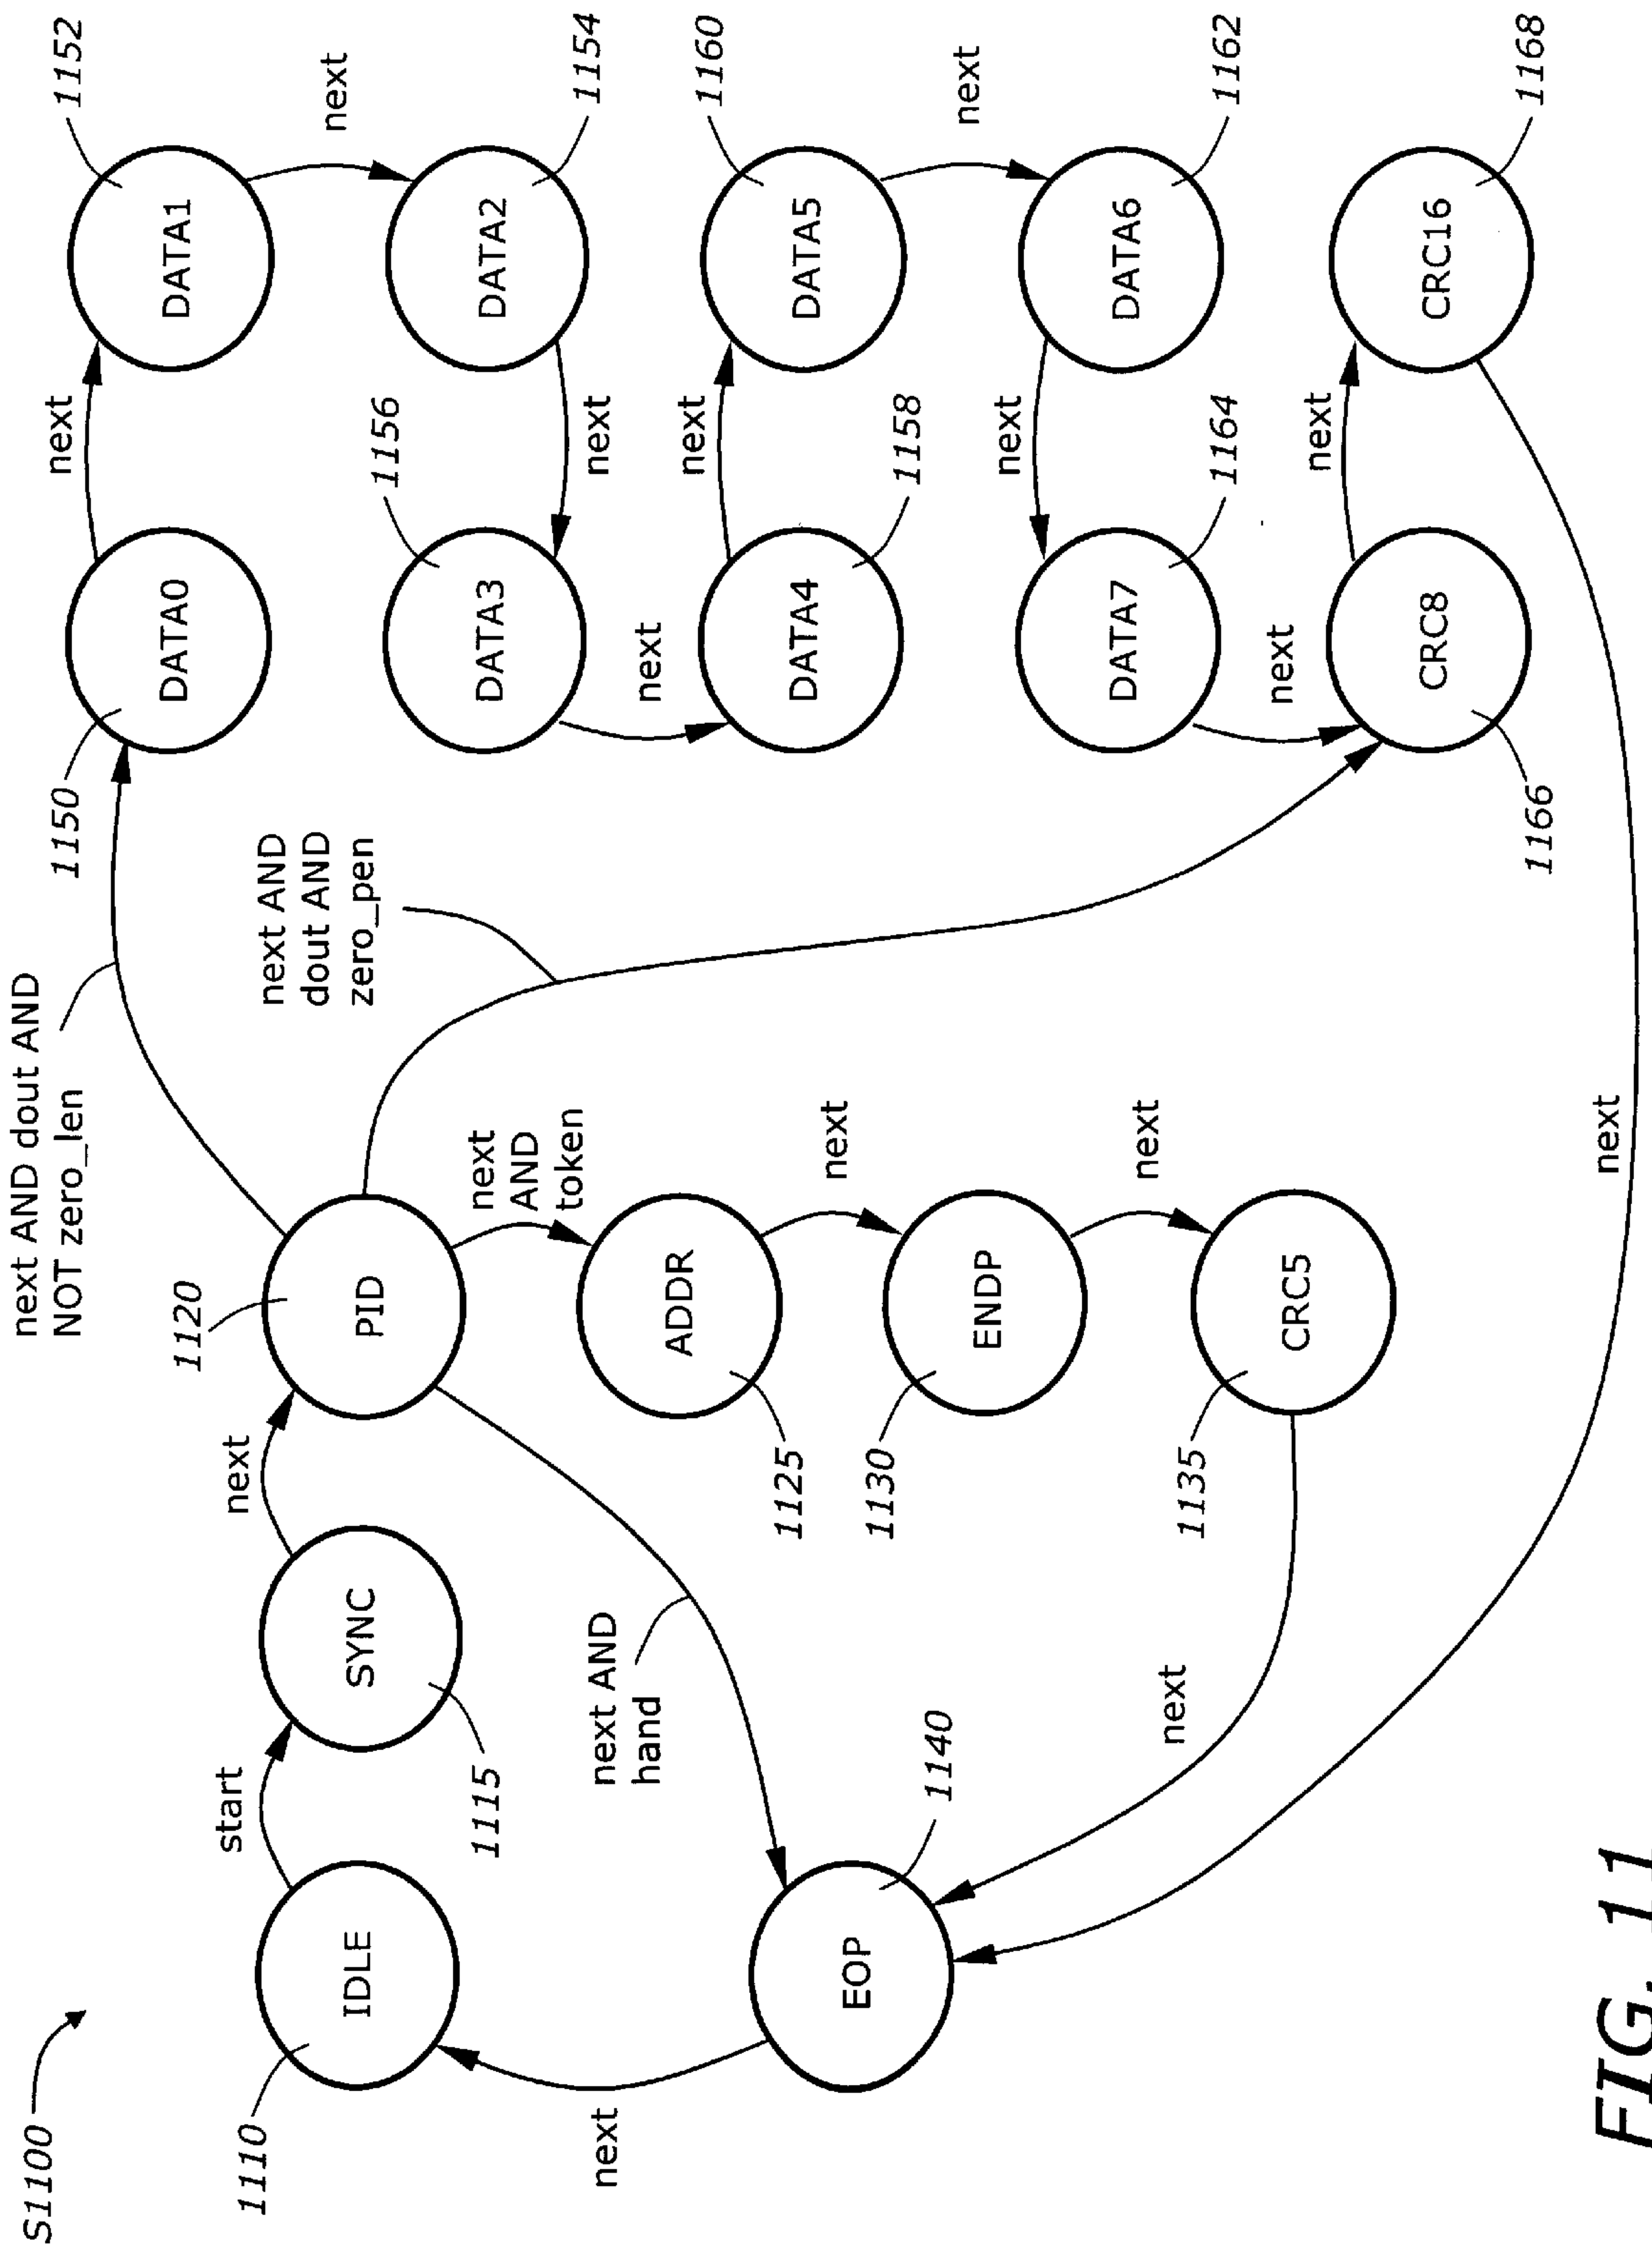 S1100
next AND dout AND
NOT zero_len
1110
IDLE
start
1115
SYNC
next
1120
PID
next AND
dout AND
zero_pen
1150
DATA0
next
1152
DATA1
next
1154
DATA2
next
1156
DATA3
next
1158
DATA4
next
1160
DATA5
next
1162
DATA6
next
1164
DATA7
next
1166
CRC8
next
1168
CRC16
next
next
AND
token
1125
ADDR
next
1130
ENDP
next
1135
CRC5
next
next AND
hand
1140
EOP
next
FIG. 11